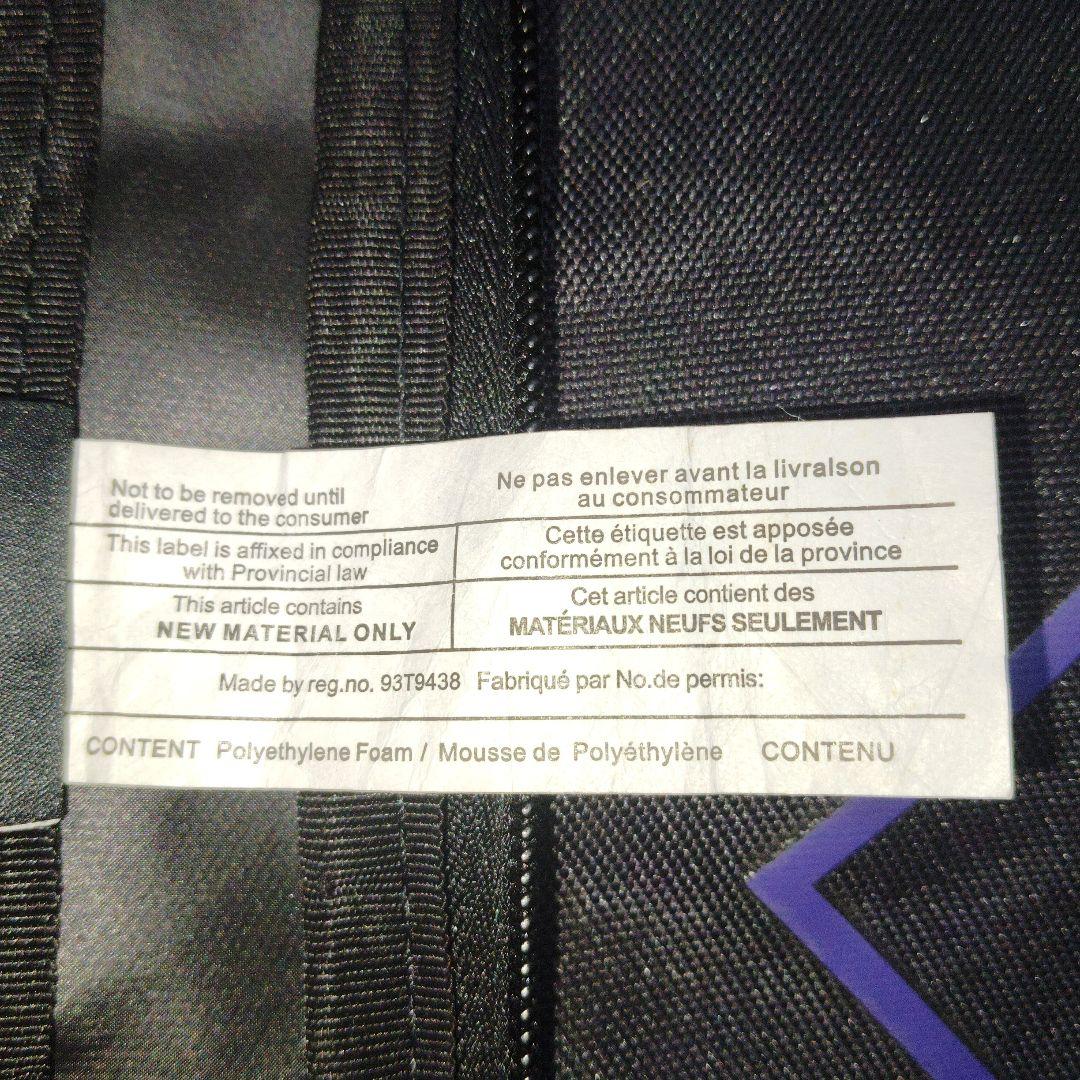 Not to be removed until
delivered to the consumer
Ne pas enlever avant la livralson
au consommateur
This label is affixed in compliance
with Provincial law
Cette étiquette est apposée
conformément à la loi de la province
This article contains
NEW MATERIAL ONLY
Cet article contient des
MATÉRIAUX NEUFS SEULEMENT
Made by reg.no. 93T9438 Fabriqué par No.de permis:
CONTENT Polyethylene Foam / Mousse de Polyéthylène CONTENU